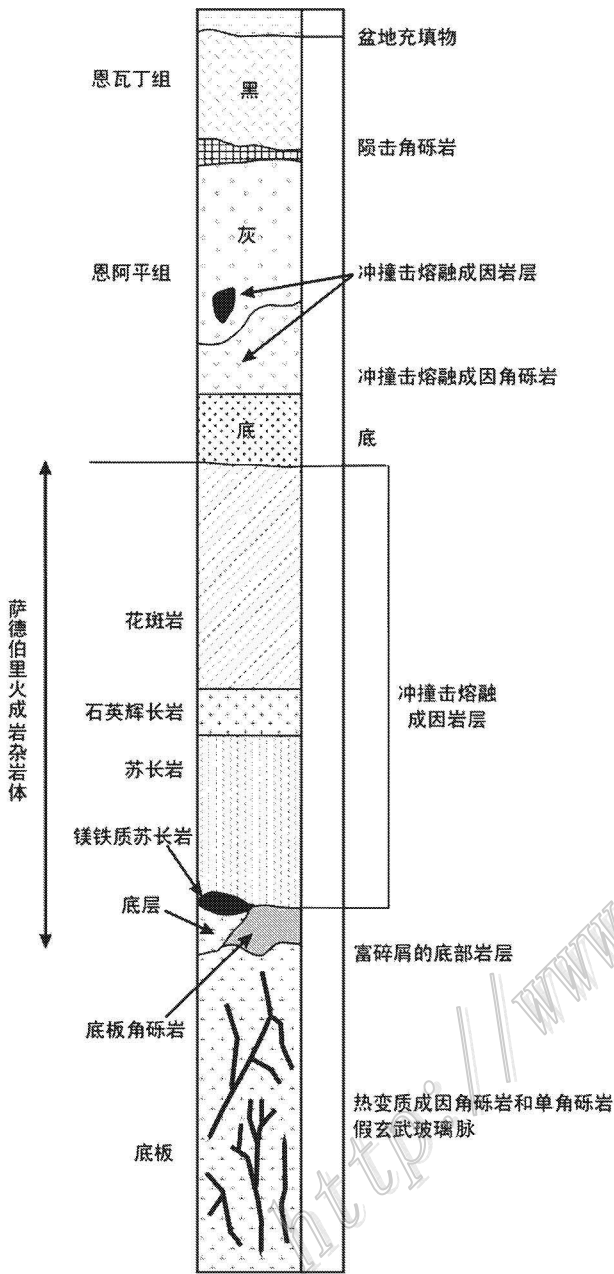 盆地充填物
恩瓦丁组
黑
陨击角砾岩
灰
恩阿平组
冲撞击熔融成因岩层
冲撞击熔融成因角砾岩
底
底
萨德伯里火成岩杂岩体
花斑岩
石英辉长岩
冲撞击熔融
成因岩层
苏长岩
镁铁质苏长岩
底层
富碎屑的底部岩层
底板角砾岩
热变质成因角砾岩和单角砾岩
假玄武玻璃脉
底板
http://www